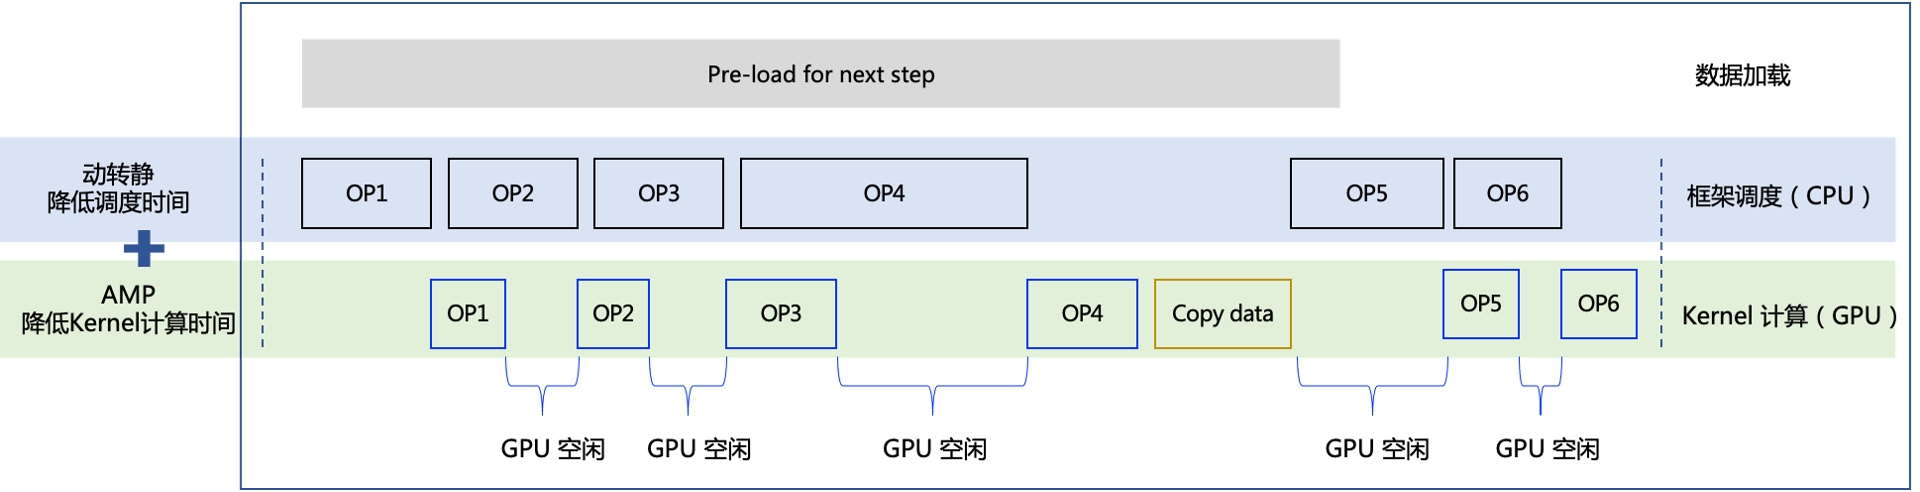 Pre-load for next step
数据加载
动转静
降低调度时间
OP1
OP2
OP3
OP4
OP5
OP6
框架调度（CPU）
AMP
降低Kernel计算时间
OP1
OP2
OP3
OP4
Copy data
OP5
OP6
Kernel 计算（GPU）
GPU 空闲
GPU 空闲
GPU 空闲
GPU 空闲
GPU 空闲